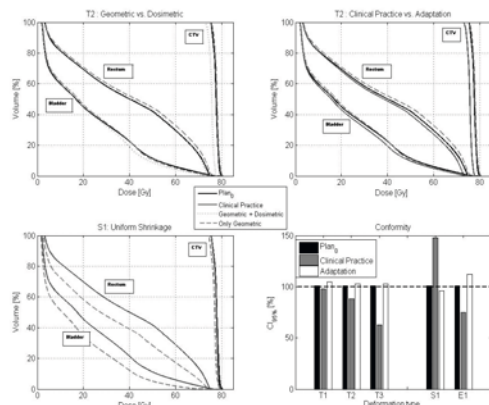 T2 : Geometric vs. Dosimetric
100
80
60
40
20
0
Volume [%]
CTV
Rectum
Bladder
0 20 40 60 80
Dose [Gy]
T2 : Clinical Practice vs. Adaptation
100
80
60
40
20
0
Volume [%]
CTV
Rectum
Bladder
0 20 40 60 80
Dose [Gy]
Plan0
Clinical Practice
Geometric + Dosimetric
Only Geometric
S1: Uniform Shrinkage
100
80
60
40
20
0
Volume [%]
CTV
Rectum
Bladder
0 20 40 60 80
Dose [Gy]
Conformity
150
100
50
0
CI95% [%]
Plan0
Clinical Practice
Adaptation
T1 T2 T3 S1 E1
Deformation type